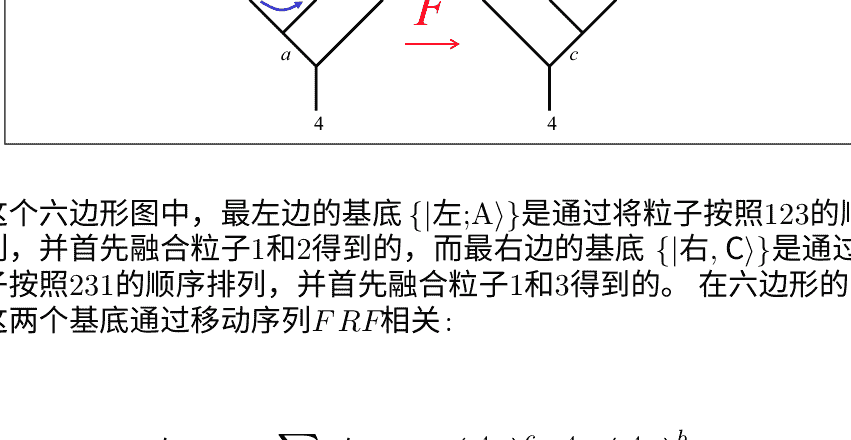 F
a
c
4
4
这个六边形图中，最左边的基底 {|左;A⟩}是通过将粒子按照123的顺
列，并首先融合粒子1和2得到的，而最右边的基底 {|右, C⟩}是通过
子按照231的顺序排列，并首先融合粒子1和3得到的。 在六边形的
这两个基底通过移动序列F RF相关: